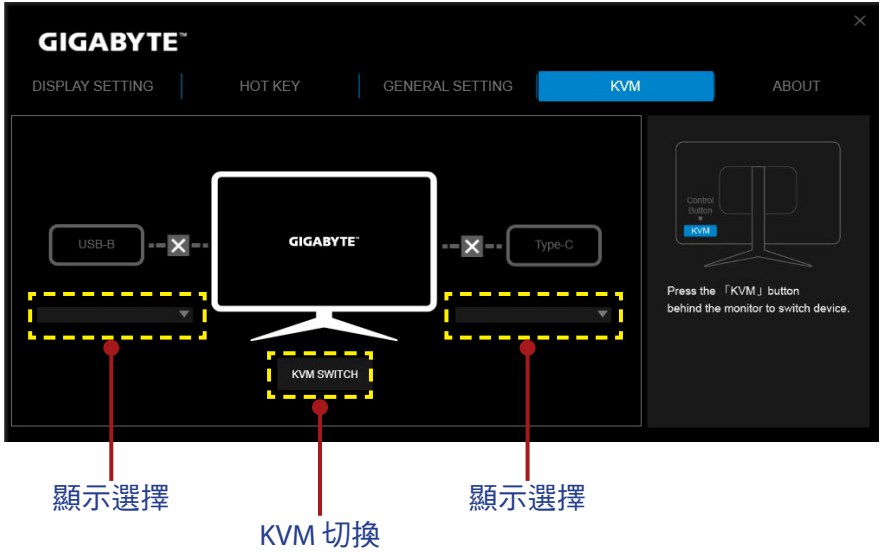 GIGABYTE™
DISPLAY SETTING
HOT KEY
GENERAL SETTING
KVM
ABOUT
USB-B
GIGABYTE™
Type-C
KVM SWITCH
Control
Button
KVM
Press the 「KVM」 button
behind the monitor to switch device.
顯示選擇
KVM 切換
顯示選擇